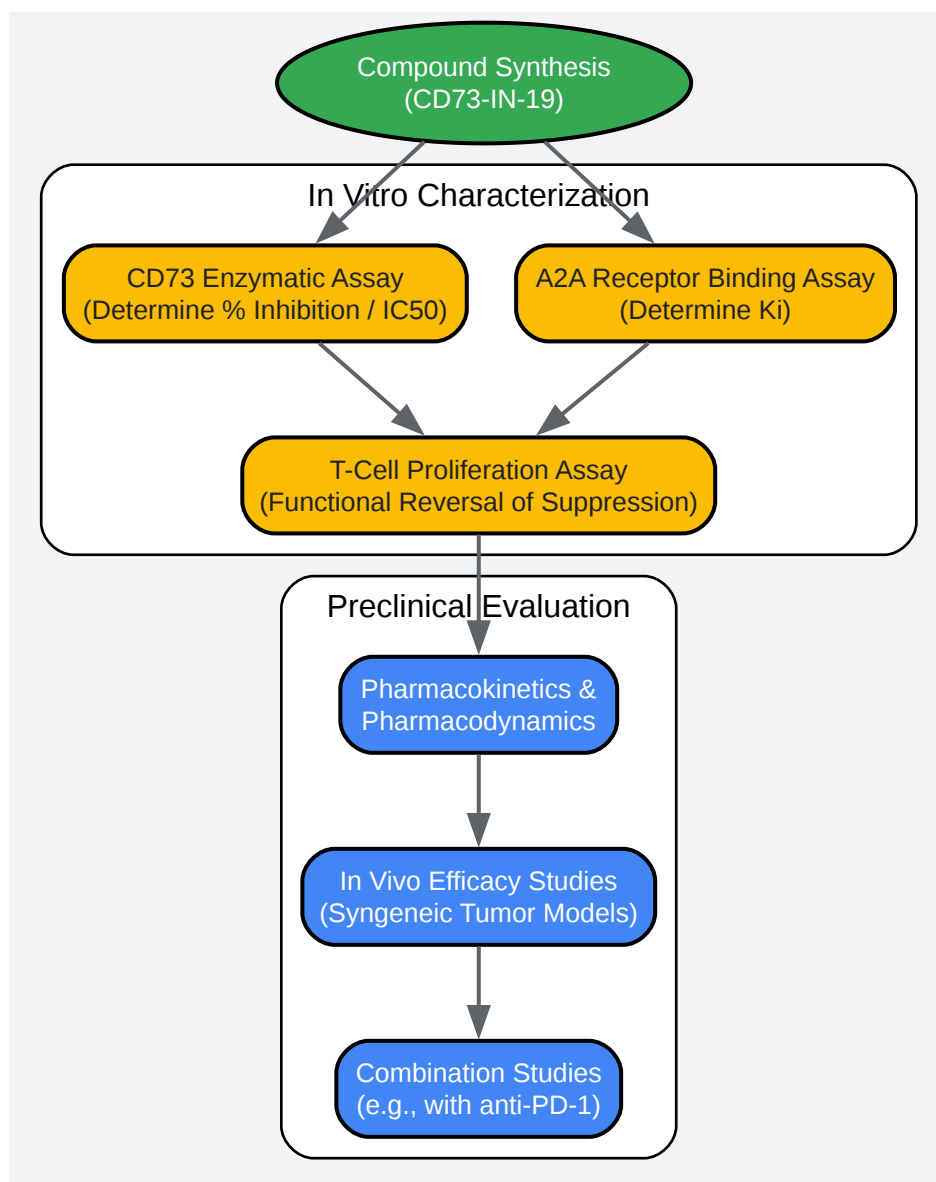 Compound Synthesis
(CD73-IN-19)
In Vitro Characterization
CD73 Enzymatic Assay
(Determine % Inhibition / IC50)
A2A Receptor Binding Assay
(Determine Ki)
T-Cell Proliferation Assay
(Functional Reversal of Suppression)
Preclinical Evaluation
Pharmacokinetics &
Pharmacodynamics
In Vivo Efficacy Studies
(Syngeneic Tumor Models)
Combination Studies
(e.g., with anti-PD-1)